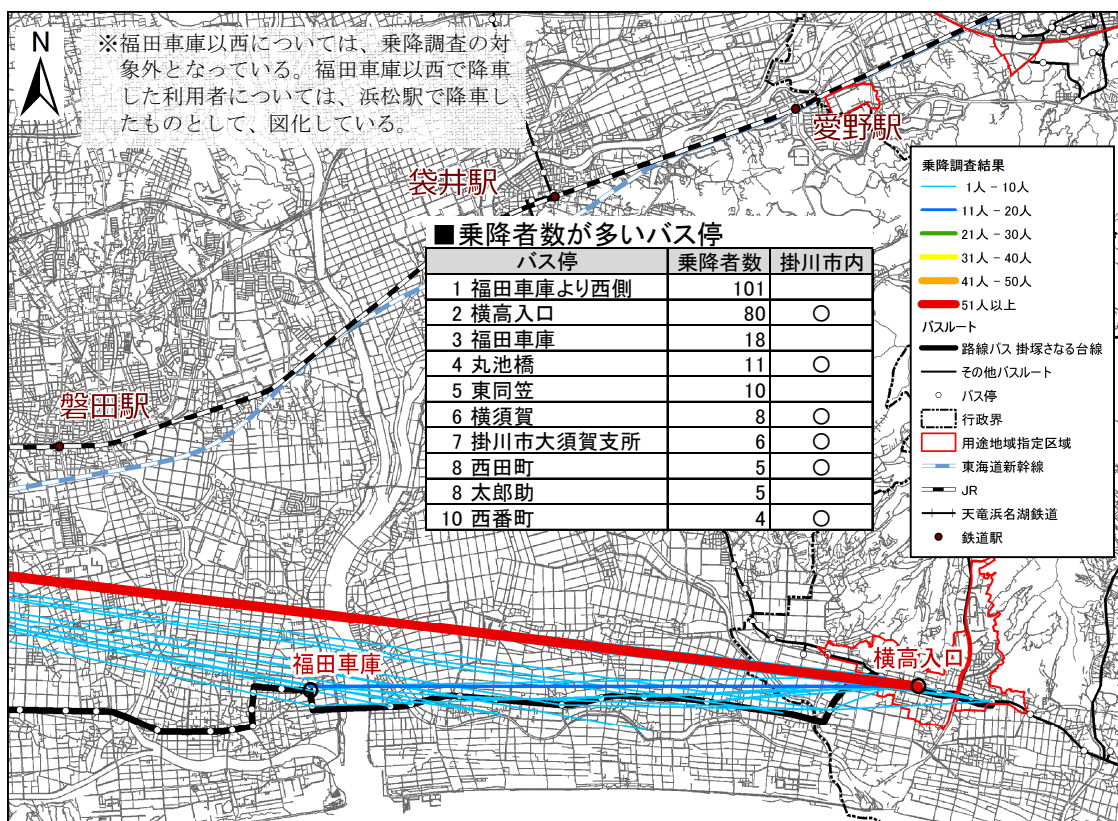 N
※福田車庫以西については、乗降調査の対
象外となっている。福田車庫以西で降車
した利用者については、浜松駅で降車し
たものとして、図化している。
愛野駅
袋井駅
磐田駅
■乗降者数が多いバス停
バス停 乗降者数 掛川市内
1 福田車庫より西側 101
2 横高入口 80 ○
3 福田車庫 18
4 丸池橋 11 ○
5 東同笠 10
6 横須賀 8 ○
7 掛川市大須賀支所 6 ○
8 西田町 5 ○
8 太郎助 5
10 西番町 4 ○
乗降調査結果
1人 - 10人
11人 - 20人
21人 - 30人
31人 - 40人
41人 - 50人
51人以上
バスルート
路線バス 掛塚さなる台線
その他バスルート
バス停
行政界
用途地域指定区域
東海道新幹線
JR
天竜浜名湖鉄道
鉄道駅
福田車庫
横高入口